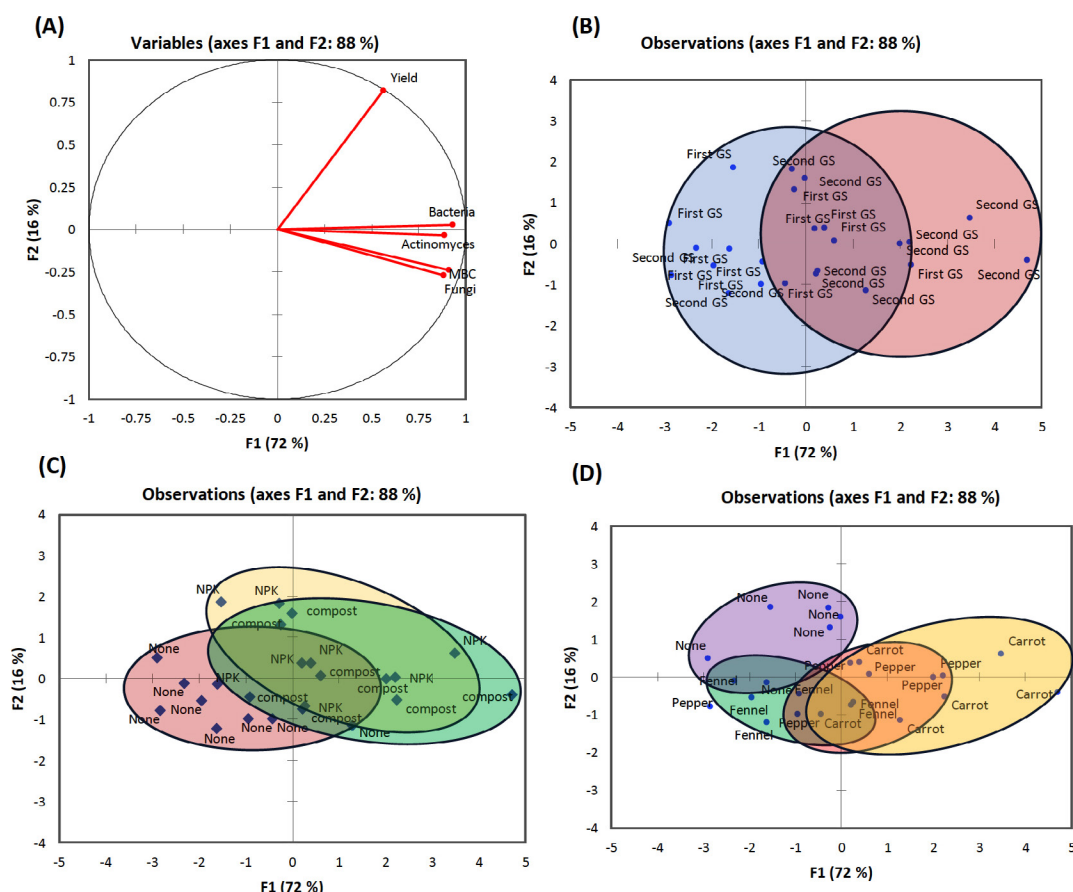 (A)
Variables (axes F1 and F2: 88 %)
1
0.75
0.5
0.25
0
-0.25
-0.5
-0.75
-1
F2 (16 %)
Yield
Bacteria
Actinomyces
MBC
Fungi
-1 -0.75 -0.5 -0.25 0 0.25 0.5 0.75 1
F1 (72 %)
(B)
Observations (axes F1 and F2: 88 %)
4
3
2
1
0
-1
-2
-3
-4
F2 (16 %)
First GS
Second GS
Second GS
First GS
First GS
First GS First GS
First GS
Second GS
Second GS
Second GS
Second GS
First GS
First GS
First GS
First GS
Second GS
Second GS
Second GS
First GS
Second GS
Second GS
First GS
Second GS
-5 -4 -3 -2 -1 0 1 2 3 4 5
F1 (72 %)
(C)
Observations (axes F1 and F2: 88 %)
4
3
2
1
0
-1
-2
-3
-4
F2 (16 %)
NPK
NPK
compost
compost
NPK
NPK
NPK
None
NPK
compost
compost
NPK
None
compost
compost
compost
None
NPK
compost
None
None
None
None
None
-5 -4 -3 -2 -1 0 1 2 3 4 5
F1 (72 %)
(D)
Observations (axes F1 and F2: 88 %)
4
3
2
1
0
-1
-2
-3
-4
F2 (16 %)
None
None
None
None
None
Carrot
Carrot
Pepper
Pepper
Pepper
Pepper
Fennel
None
Fennel
Carrot
Pepper
Fennel
Fennel
Pepper
Carrot
Carrot
Fennel
-5 -4 -3 -2 -1 0 1 2 3 4 5
F1 (72 %)